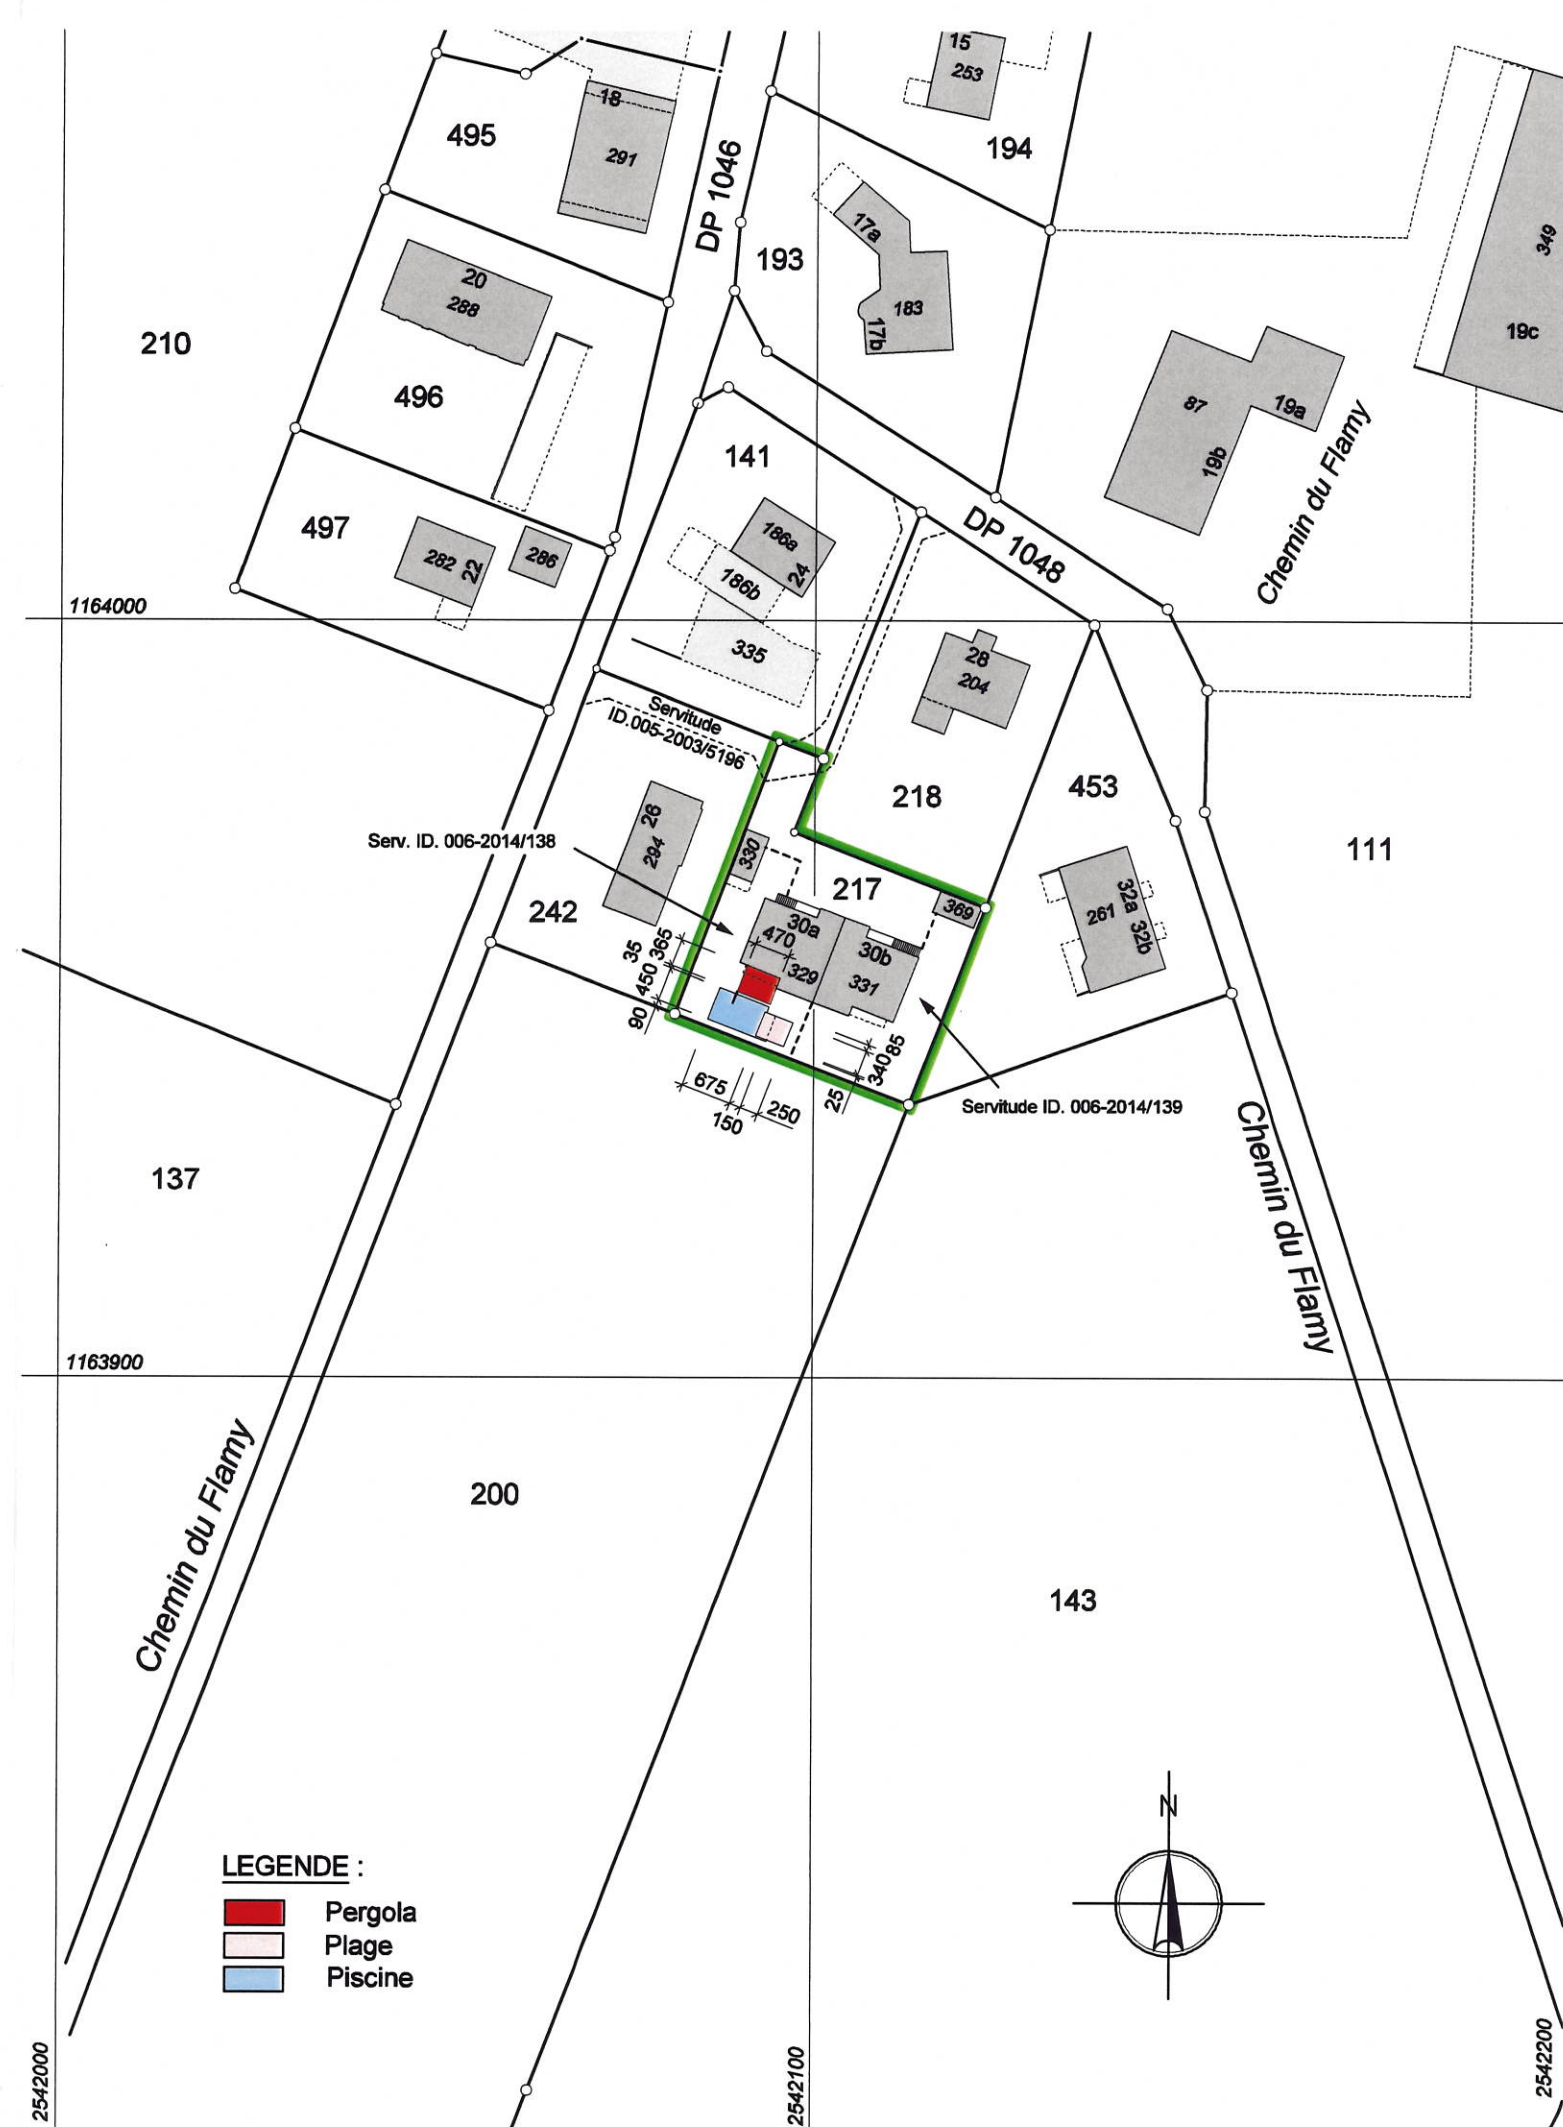 15
253
18
495
291
194
DP 1046
17a
193
349
20
288
183
17b
19c
210
496
87
19a
19b
Chemin du Flamy
141
497
186a
24
282
22
286
DP 1048
186b
1164000
335
28
204
Servitude
ID.005-2003/5196
218
453
26
294
330
Serv. ID. 006-2014/138
111
217
242
369
32a
261
32b
30a
470
30b
329
331
35
365
450
90
85
340
25
675
150
250
Servitude ID. 006-2014/139
137
Chemin du Flamy
1163900
Chemin du Flamy
200
143
N
LEGENDE :
Pergola
Plage
Piscine
2542000
2542100
2542200